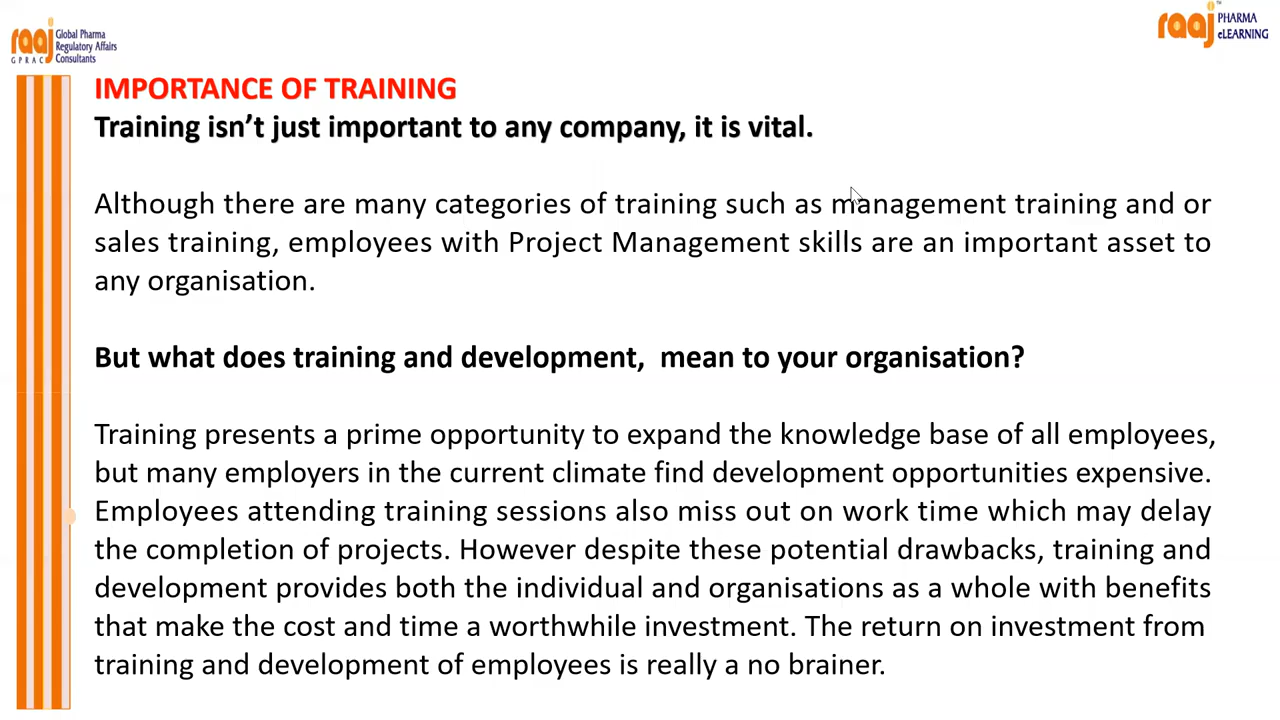 raaj
GPRAC
Global Pharma
Regulatory Affairs
Consultants
raaj™
PHARMA
eLEARNING
IMPORTANCE OF TRAINING
Training isn’t just important to any company, it is vital.
Although there are many categories of training such as management training and or
sales training, employees with Project Management skills are an important asset to
any organisation.
But what does training and development,  mean to your organisation?
Training presents a prime opportunity to expand the knowledge base of all employees,
but many employers in the current climate find development opportunities expensive.
Employees attending training sessions also miss out on work time which may delay
the completion of projects. However despite these potential drawbacks, training and
development provides both the individual and organisations as a whole with benefits
that make the cost and time a worthwhile investment. The return on investment from
training and development of employees is really a no brainer.